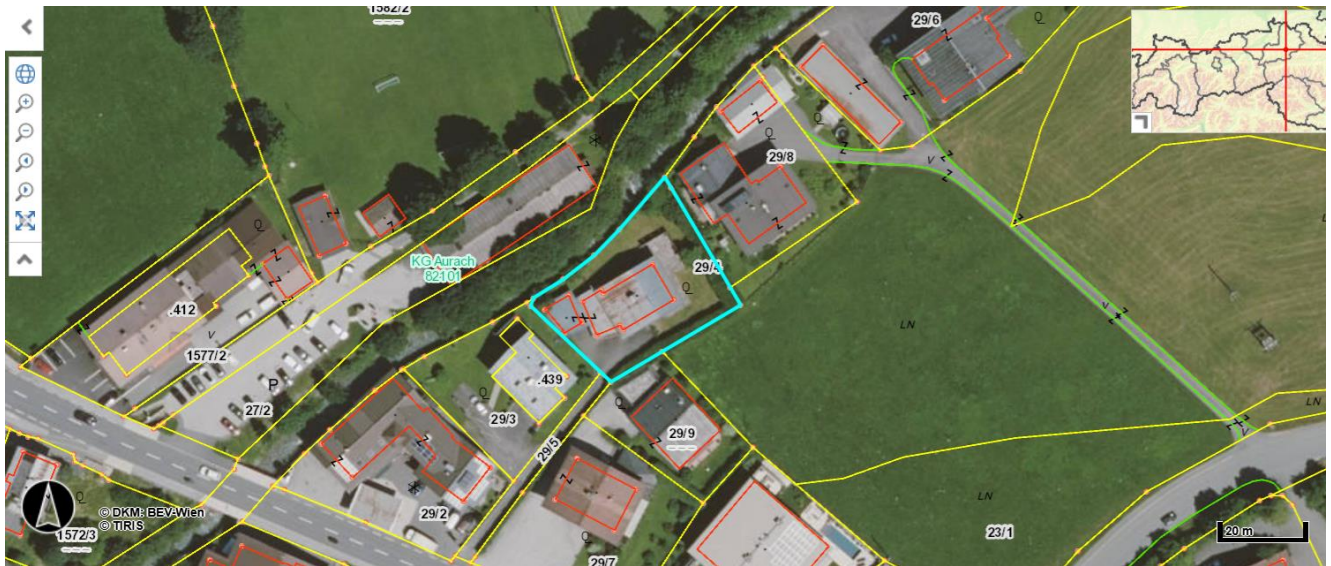 1582/2
29/6
Q
Q
Q
29/8
V
KG Aurach
82101
29/4
Q
.412
V
1577/2
P
27/2
.439
Q
29/3
29/5
Q
29/9
LN
V
LN
V
LN
Q
29/2
Q
29/7
23/1
1572/3
© DKM: BEV-Wien
© TIRIS
20 m